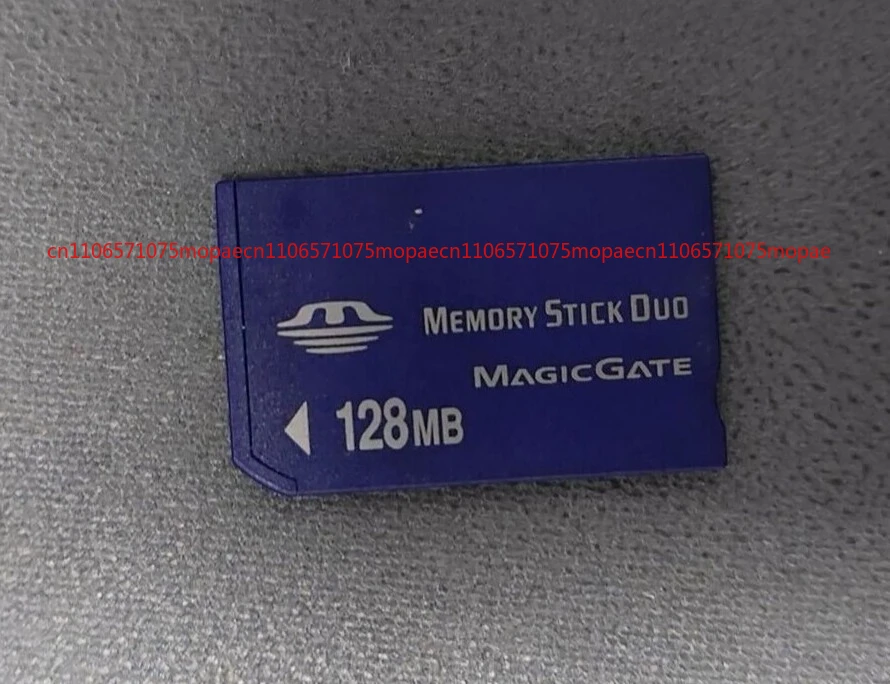 cn1106571075mopaecn1106571075mopaecn1106571075mopaecn1106571075mopae
MEMORY STICK DUO
MAGICGATE
128MB